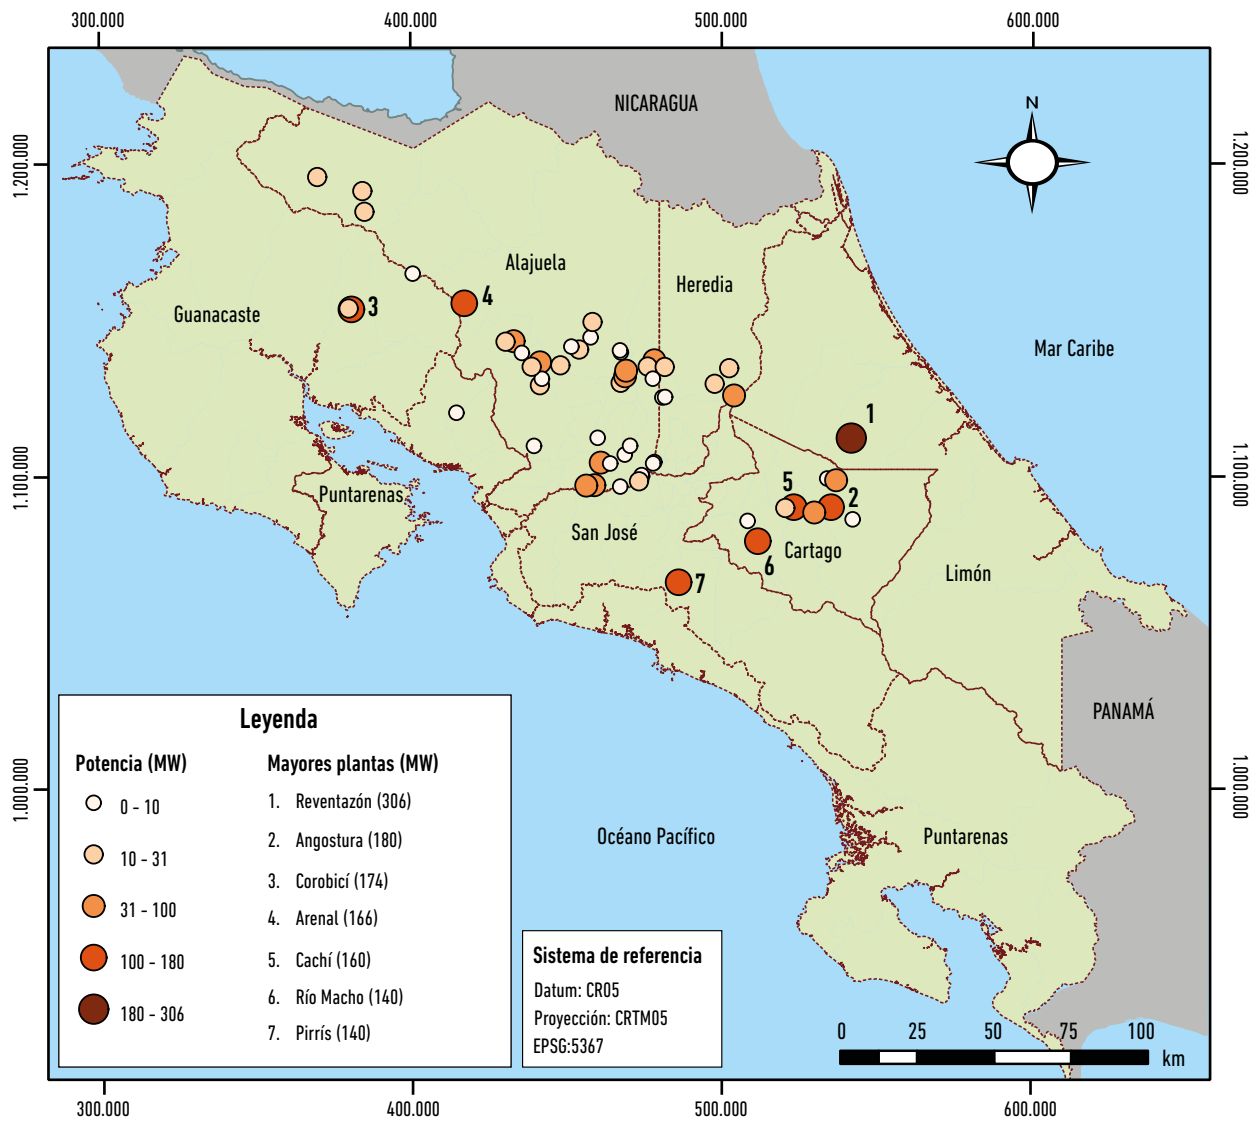 300.000
400.000
500.000
600.000
NICARAGUA
N
1.200.000
1.200.000
Alajuela
Heredia
Guanacaste
3
4
Mar Caribe
1
1.100.000
1.100.000
Puntarenas
5
2
San José
Cartago
6
7
Limón
PANAMÁ
Leyenda
Potencia (MW)
0 - 10
10 - 31
31 - 100
100 - 180
180 - 306
Mayores plantas (MW)
1. Reventazón (306)
2. Angostura (180)
3. Corobicí (174)
4. Arenal (166)
5. Cachí (160)
6. Río Macho (140)
7. Pirrís (140)
1.000.000
1.000.000
Océano Pacífico
Puntarenas
Sistema de referencia
Datum: CR05
Proyección: CRTM05
EPSG:5367
0 25 50 75 100
km
300.000
400.000
500.000
600.000